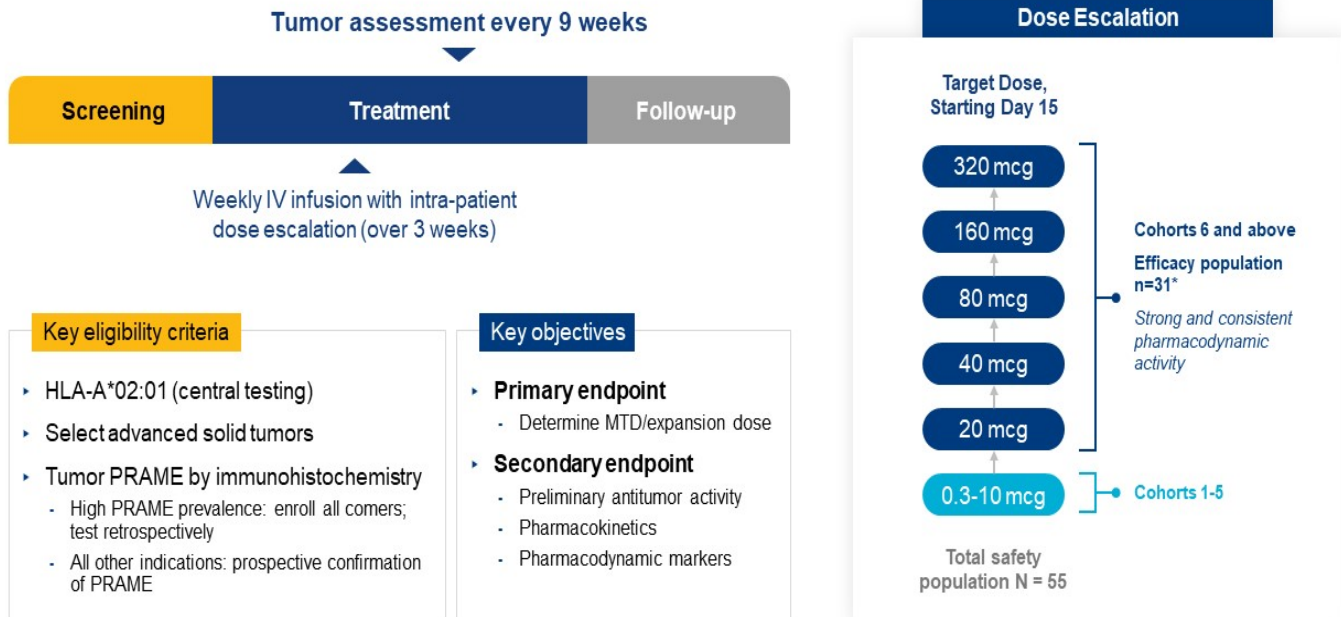 Tumor assessment every 9 weeks
Screening
Treatment
Follow-up
Weekly IV infusion with intra-patient
dose escalation (over 3 weeks)
Key eligibility criteria
‣ HLA-A*02:01 (central testing)
‣ Select advanced solid tumors
‣ Tumor PRAME by immunohistochemistry
- High PRAME prevalence: enroll all comers;
test retrospectively
- All other indications: prospective confirmation
of PRAME
Key objectives
‣ Primary endpoint
- Determine MTD/expansion dose
‣ Secondary endpoint
- Preliminary antitumor activity
- Pharmacokinetics
- Pharmacodynamic markers
Dose Escalation
Target Dose,
Starting Day 15
320 mcg
160 mcg
80 mcg
40 mcg
20 mcg
0.3-10 mcg
Cohorts 6 and above
Efficacy population
n=31*
Strong and consistent
pharmacodynamic
activity
Cohorts 1-5
Total safety
population N = 55